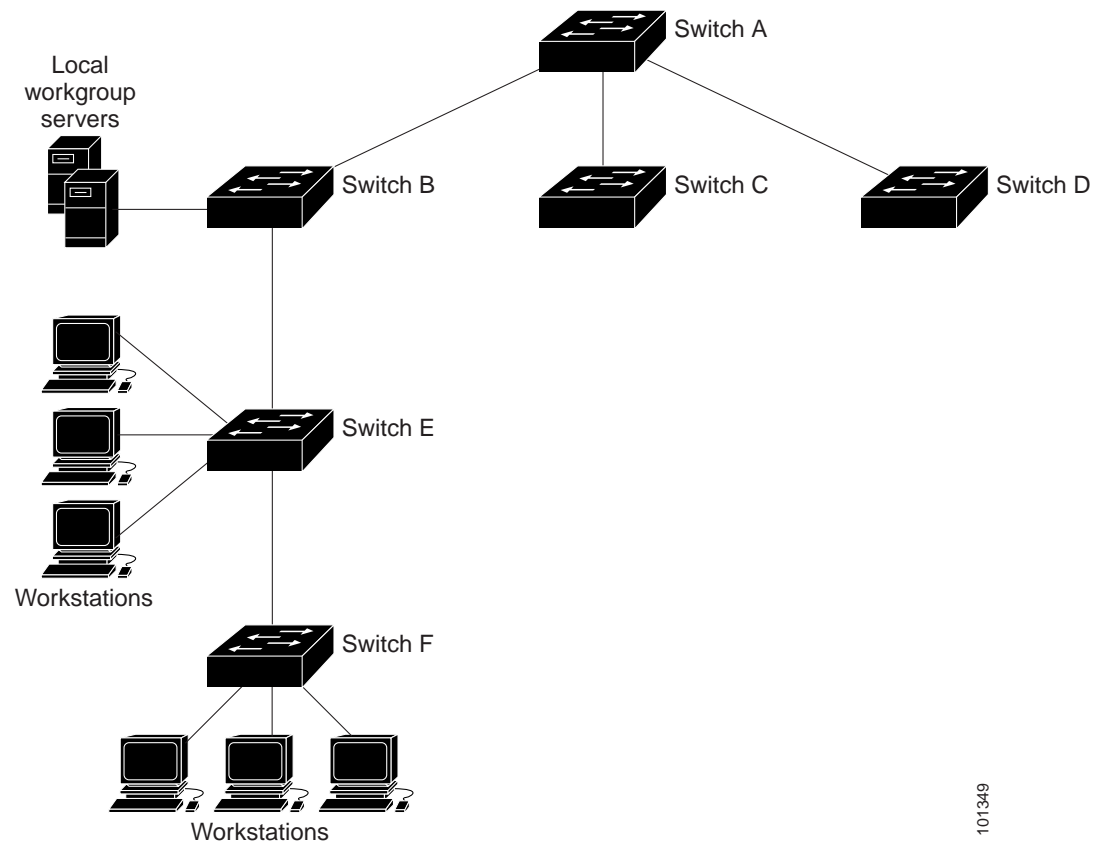 Switch A
Local
workgroup
servers
Switch B
Switch C
Switch D
Switch E
Workstations
Switch F
Workstations
101349